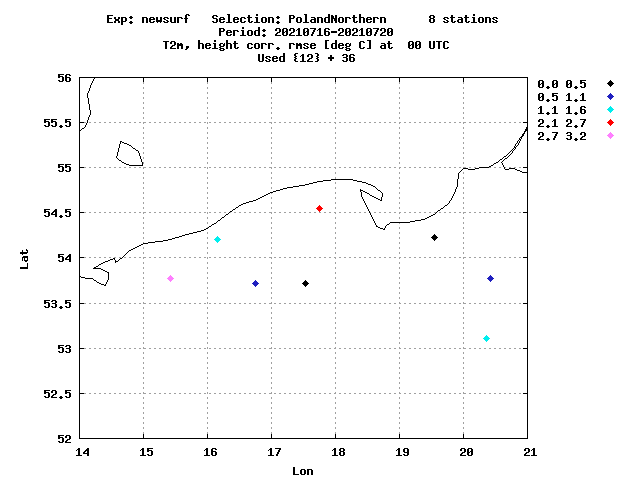 Exp: newsurf   Selection: PolandNorthern      8 stations
Period: 20210716-20210720
T2m, height corr. rmse [deg C] at  00 UTC
Used {12} + 36
56
0.0 0.5
0.5 1.1
1.1 1.6
2.1 2.7
2.7 3.2
55.5
55
54.5
54
53.5
53
52.5
52
Lat
14 15 16 17 18 19 20 21
Lon